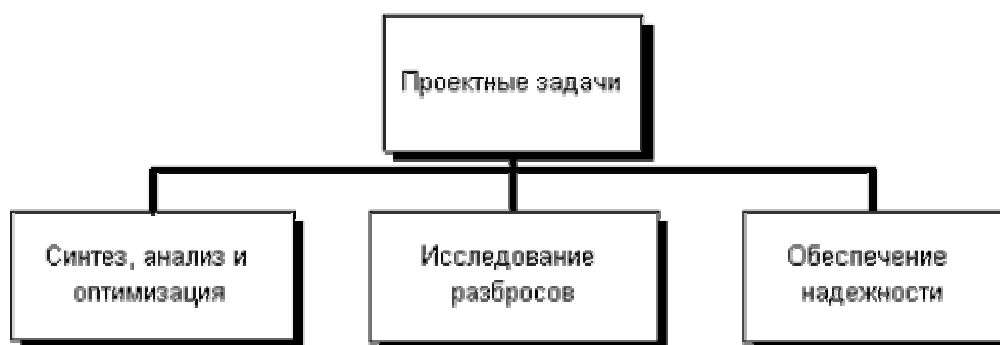 Проектные задачи
Синтез, анализ и
оптимизация
Исследование
разбросов
Обеспечение
надежности